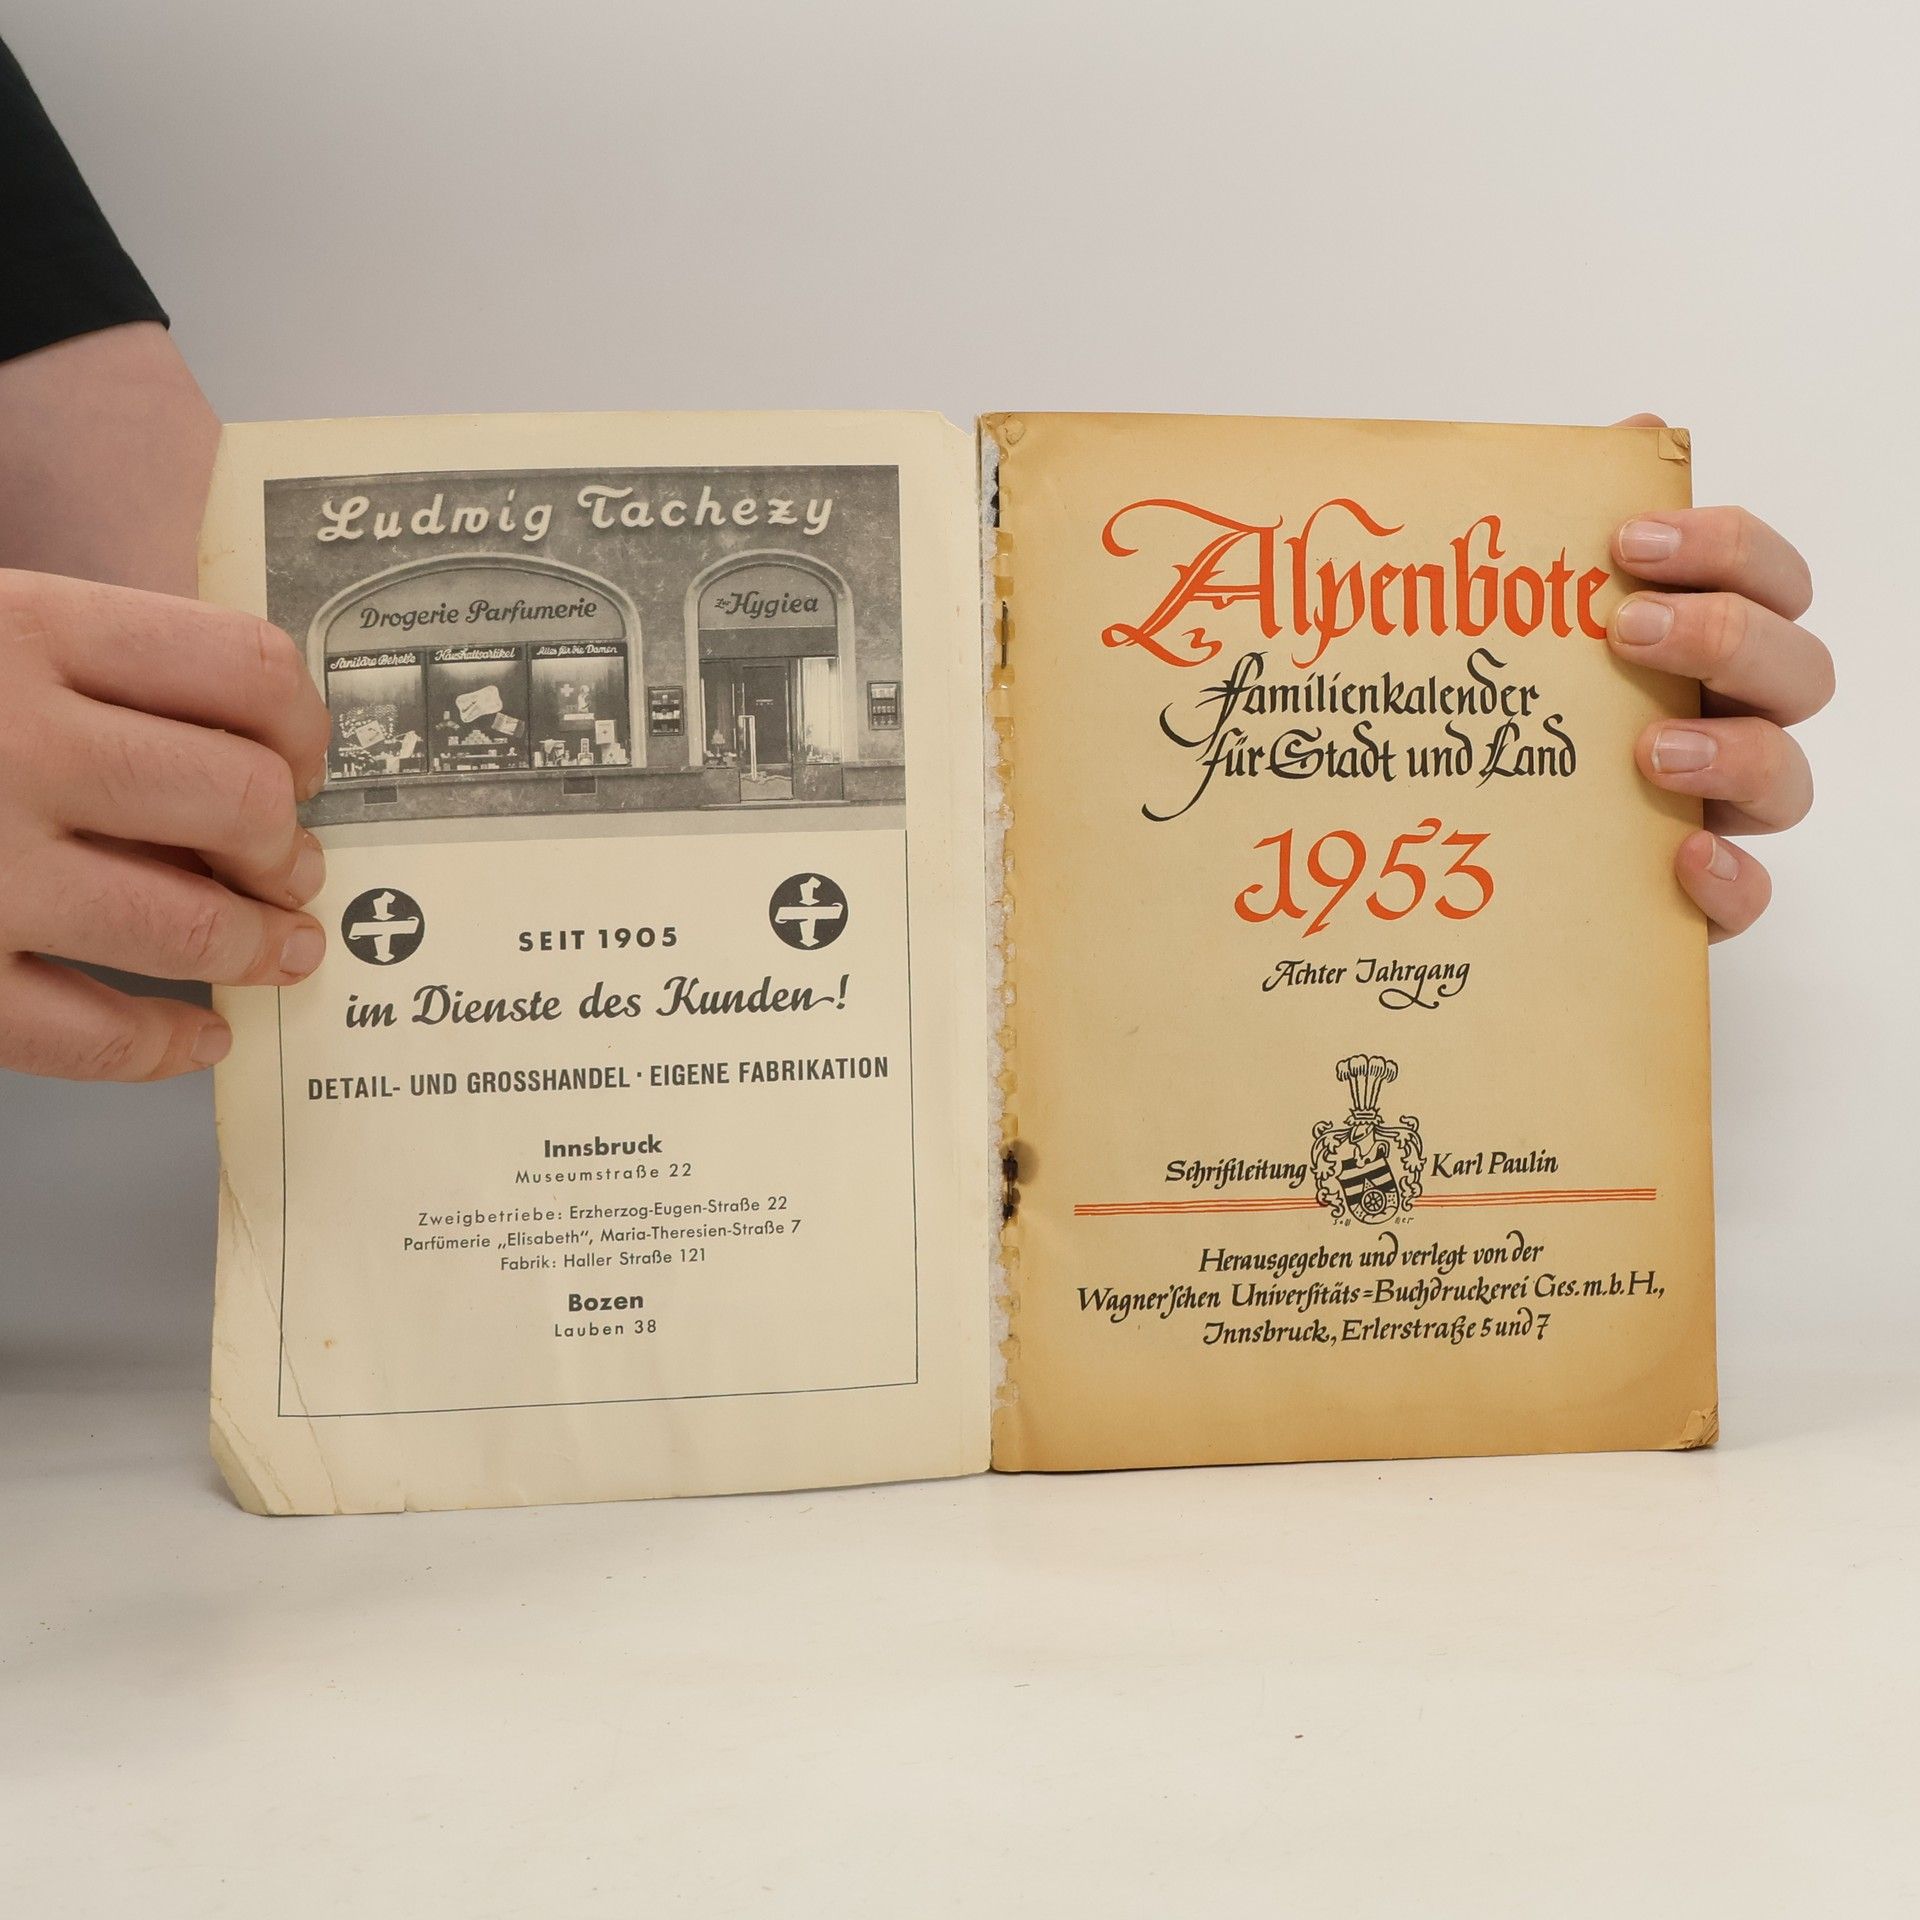 Ludwig Tachezy
Drogerie Parfumerie
Zur Hygiea
Sanitäre Behelfe
Haushaltsartikel
Alles für die Damen
SEIT 1905
im Dienste des Kunden!
DETAIL- UND GROSSHANDEL · EIGENE FABRIKATION
Innsbruck
Museumstraße 22
Zweigbetriebe: Erzherzog-Eugen-Straße 22
Parfümerie „Elisabeth“, Maria-Theresien-Straße 7
Fabrik: Haller Straße 121
Bozen
Lauben 38
Alpenbote
Familienkalender
für Stadt und Land
1953
Achter Jahrgang
Schriftleitung Karl Paulin
Herausgegeben und verlegt von der
Wagner'schen Universitäts=Buchdruckerei Ges.m.b.H.,
Innsbruck, Erlerstraße 5 und 7